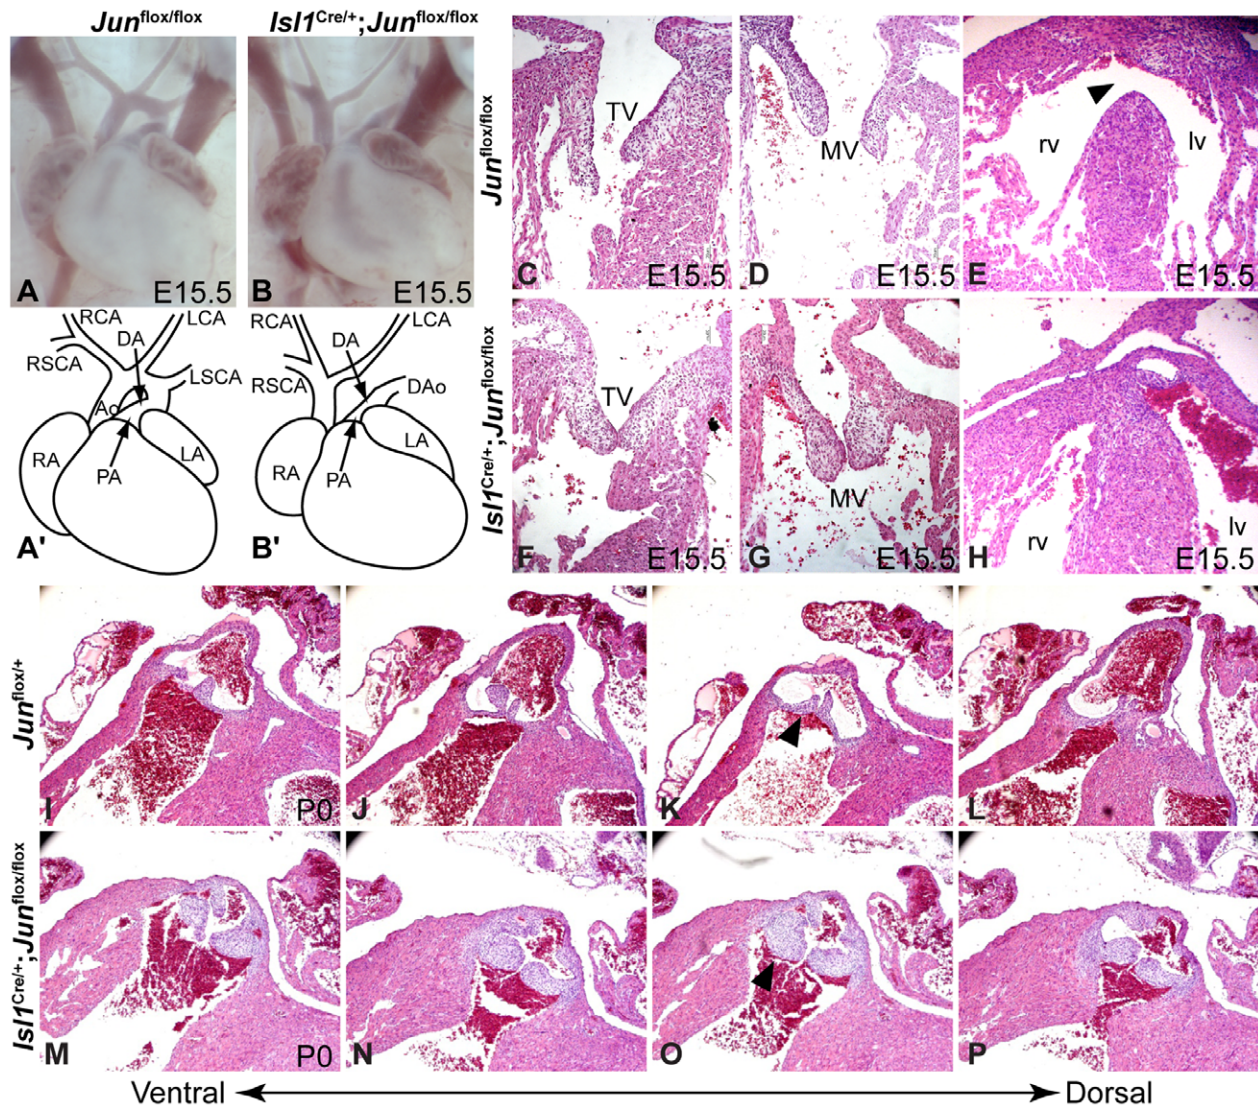 Jun^flox/flox Isl1^Cre/+;Jun^flox/flox
A E15.5
B E15.5
RCA DA LCA
RSCA LSCA
Ao
RA LA
PA
A'
RCA DA LCA
RSCA DAo
LA
RA PA
B'
Jun^flox/flox
TV
C E15.5
MV
D E15.5
rv lv
E E15.5
Isl1^Cre/+;Jun^flox/flox
TV
F E15.5
MV
G E15.5
rv lv
H E15.5
Jun^flox/+
I P0
J
K
L
Isl1^Cre/+;Jun^flox/flox
M P0
N
O
P
Ventral Dorsal